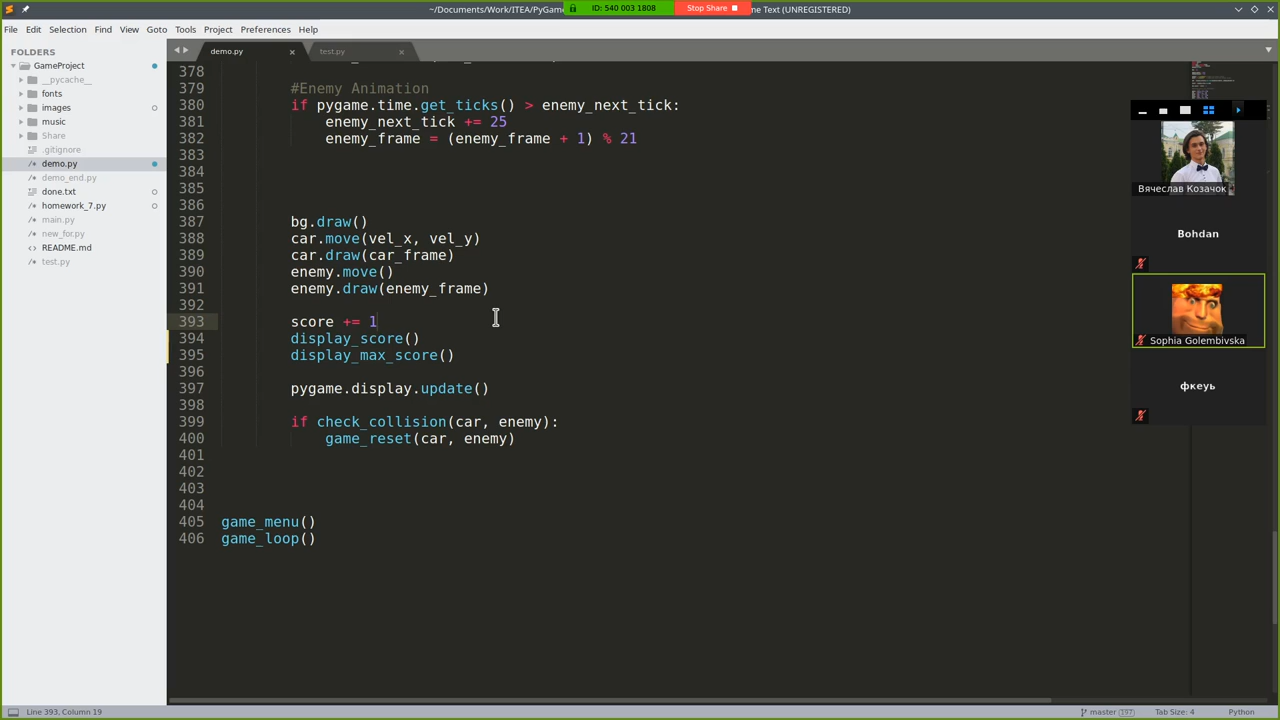 ID: 540 003 1808
Stop Share
~/Documents/Work/ITEA/PyGam
me Text (UNREGISTERED)
File Edit Selection Find View Goto Tools Project Preferences Help
FOLDERS
GameProject
__pycache__
fonts
images
music
Share
.gitignore
demo.py
demo_end.py
done.txt
homework_7.py
main.py
new_for.py
README.md
test.py
demo.py
test.py
378
379 #Enemy Animation
380 if pygame.time.get_ticks() > enemy_next_tick:
381 enemy_next_tick += 25
382 enemy_frame = (enemy_frame + 1) % 21
383
384
385
386
387 bg.draw()
388 car.move(vel_x, vel_y)
389 car.draw(car_frame)
390 enemy.move()
391 enemy.draw(enemy_frame)
392
393 score += 1
394 display_score()
395 display_max_score()
396
397 pygame.display.update()
398
399 if check_collision(car, enemy):
400 game_reset(car, enemy)
401
402
403
404
405 game_menu()
406 game_loop()
Вячеслав Козачок
Bohdan
Sophia Golembivska
фкеуь
Line 393, Column 19
master 197
Tab Size: 4
Python